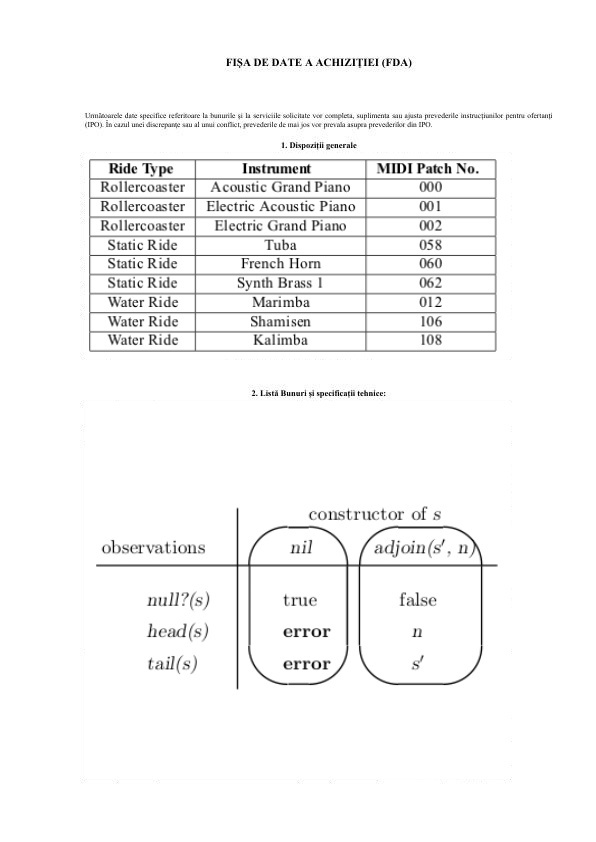 FIȘA DE DATE A ACHIZIȚIEI (FDA)
Următoarele date specifice referitoare la bunurile și la serviciile solicitate vor completa, suplimenta sau ajusta prevederile instrucțiunilor pentru ofertanți
(IPO). În cazul unei discrepanțe sau al unui conflict, prevederile de mai jos vor prevala asupra prevederilor din IPO.
1. Dispoziții generale
Ride Type Instrument MIDI Patch No.
Rollercoaster Acoustic Grand Piano 000
Rollercoaster Electric Acoustic Piano 001
Rollercoaster Electric Grand Piano 002
Static Ride Tuba 058
Static Ride French Horn 060
Static Ride Synth Brass 1 062
Water Ride Marimba 012
Water Ride Shamisen 106
Water Ride Kalimba 108
2. Listă Bunuri și specificații tehnice:
constructor of s
observations nil adjoin(s′, n)
null?(s) true false
head(s) error n
tail(s) error s′